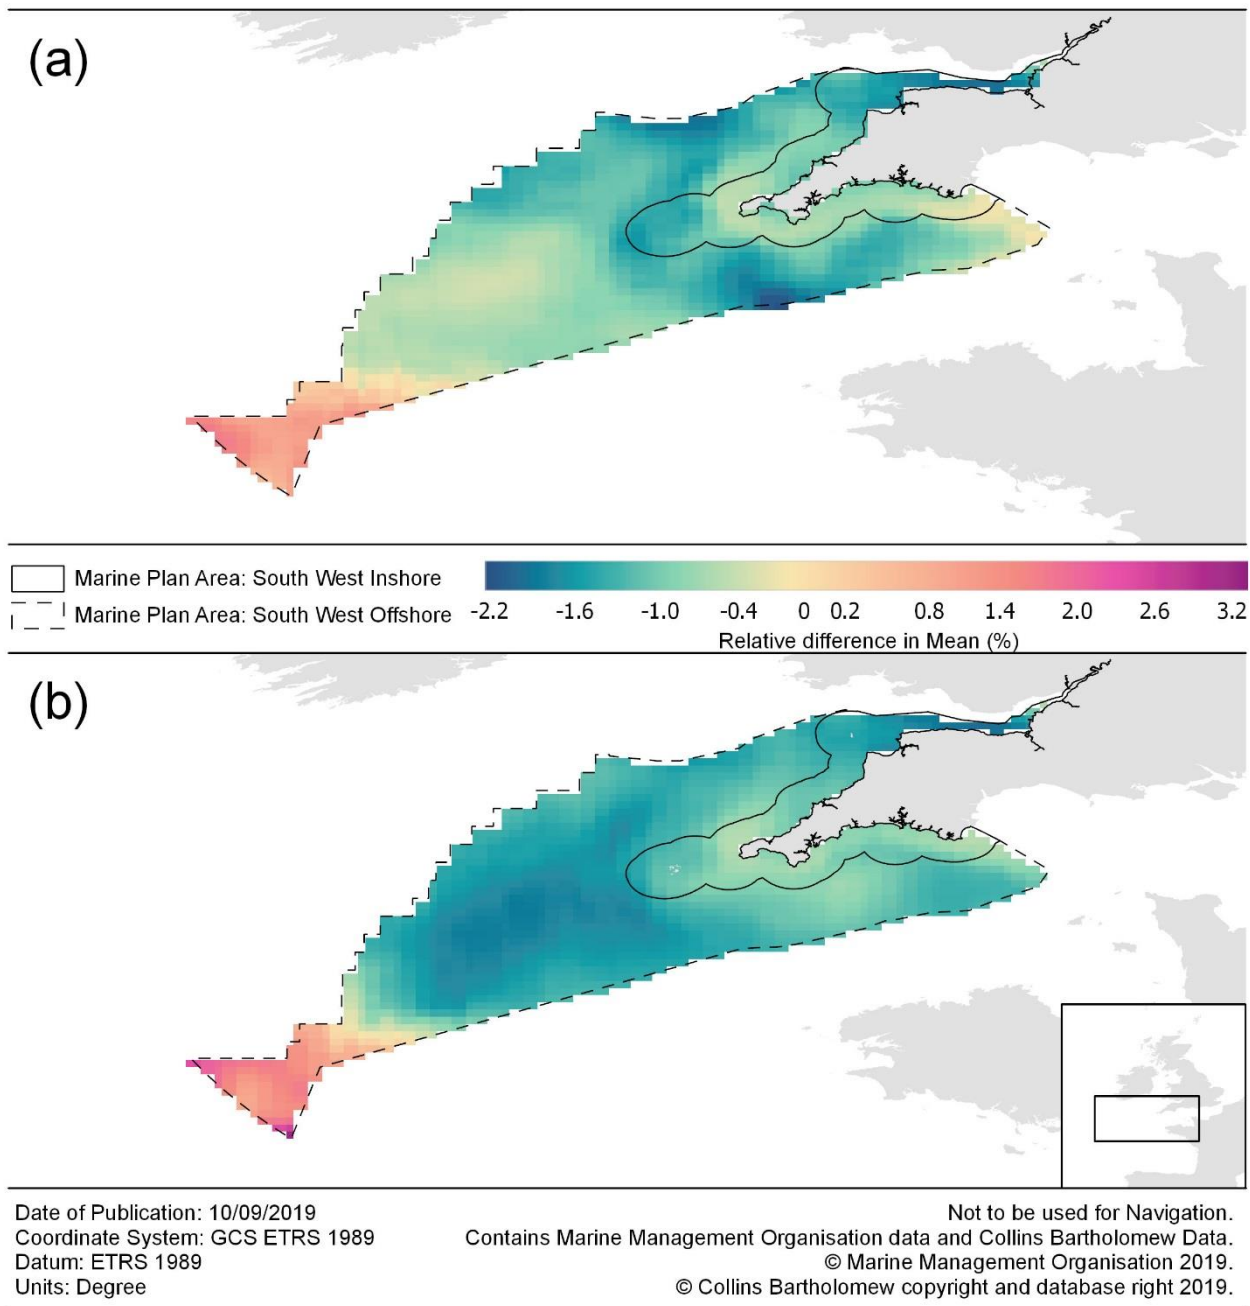 (a)
Marine Plan Area: South West Inshore
Marine Plan Area: South West Offshore
-2.2 -1.6 -1.0 -0.4 0 0.2 0.8 1.4 2.0 2.6 3.2
Relative difference in Mean (%)
(b)
Date of Publication: 10/09/2019
Coordinate System: GCS ETRS 1989
Datum: ETRS 1989
Units: Degree
Not to be used for Navigation.
Contains Marine Management Organisation data and Collins Bartholomew Data.
© Marine Management Organisation 2019.
© Collins Bartholomew copyright and database right 2019.